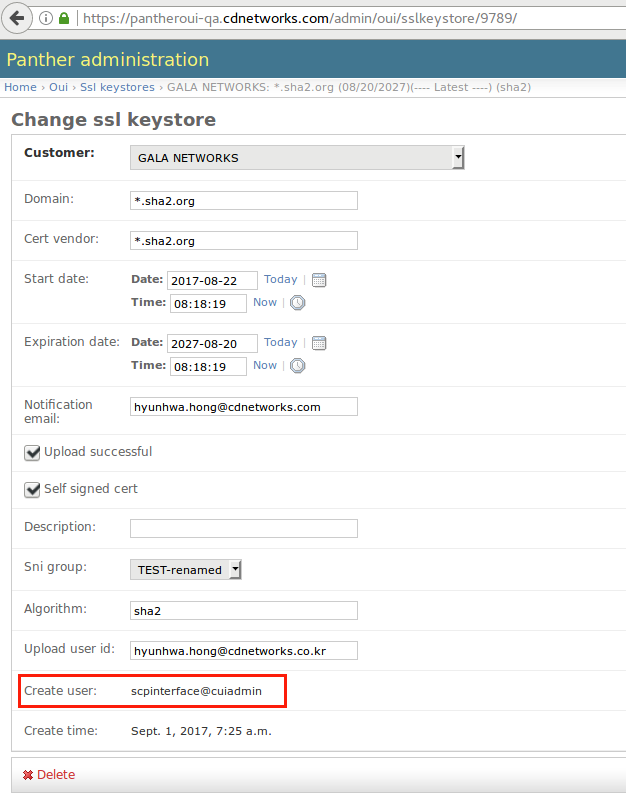 https://pantheroui-qa.cdnetworks.com/admin/oui/sslkeystore/9789/
Panther administration
Home › Oui › Ssl keystores › GALA NETWORKS: *.sha2.org (08/20/2027)(---- Latest ----) (sha2)
Change ssl keystore
Customer: GALA NETWORKS
Domain: *.sha2.org
Cert vendor: *.sha2.org
Start date: Date: 2017-08-22 Today |
Time: 08:18:19 Now |
Expiration date: Date: 2027-08-20 Today |
Time: 08:18:19 Now |
Notification
email: hyunhwa.hong@cdnetworks.com
Upload successful
Self signed cert
Description:
Sni group: TEST-renamed
Algorithm: sha2
Upload user id: hyunhwa.hong@cdnetworks.co.kr
Create user: scpinterface@cuiadmin
Create time: Sept. 1, 2017, 7:25 a.m.
Delete